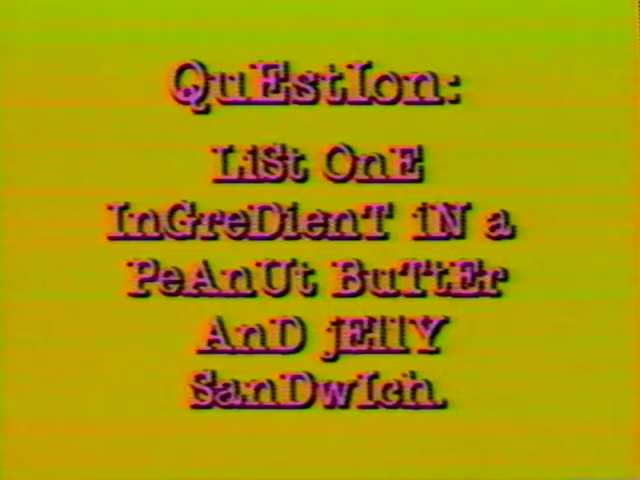 QuEstIon:
LiSt OnE
InGreDienT iN a
PeAnUt BuTtEr
AnD jEllY
SanDwIch.